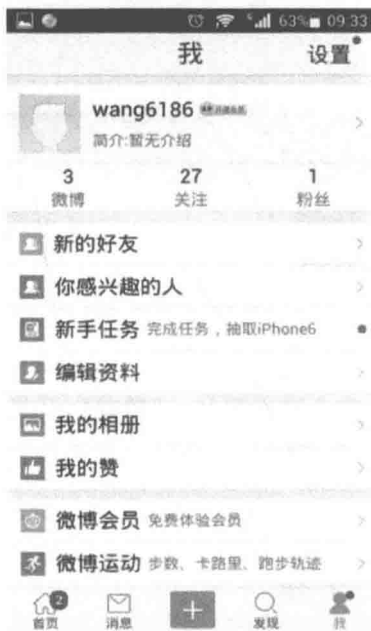 63% 09:33
我 设置
wang6186
简介:暂无介绍
3 27 1
微博 关注 粉丝
新的好友
你感兴趣的人
新手任务 完成任务，抽取iPhone6
编辑资料
我的相册
我的赞
微博会员 免费体验会员
微博运动 步数、卡路里、跑步轨迹
2
首页 消息 发现 我